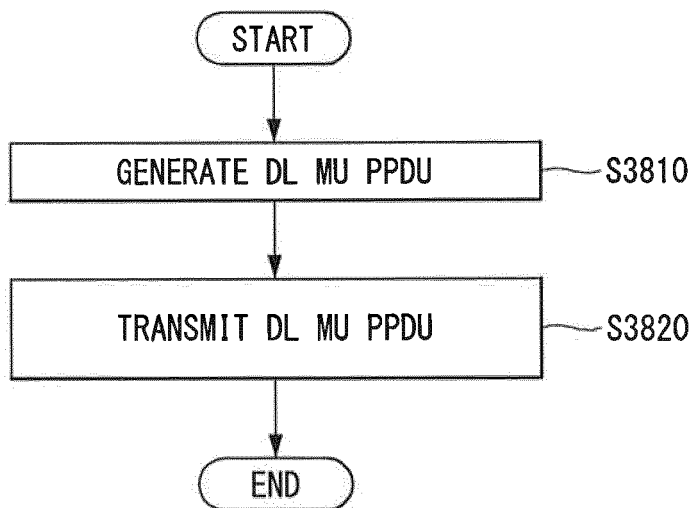 START
GENERATE DL MU PPDU
S3810
TRANSMIT DL MU PPDU
S3820
END